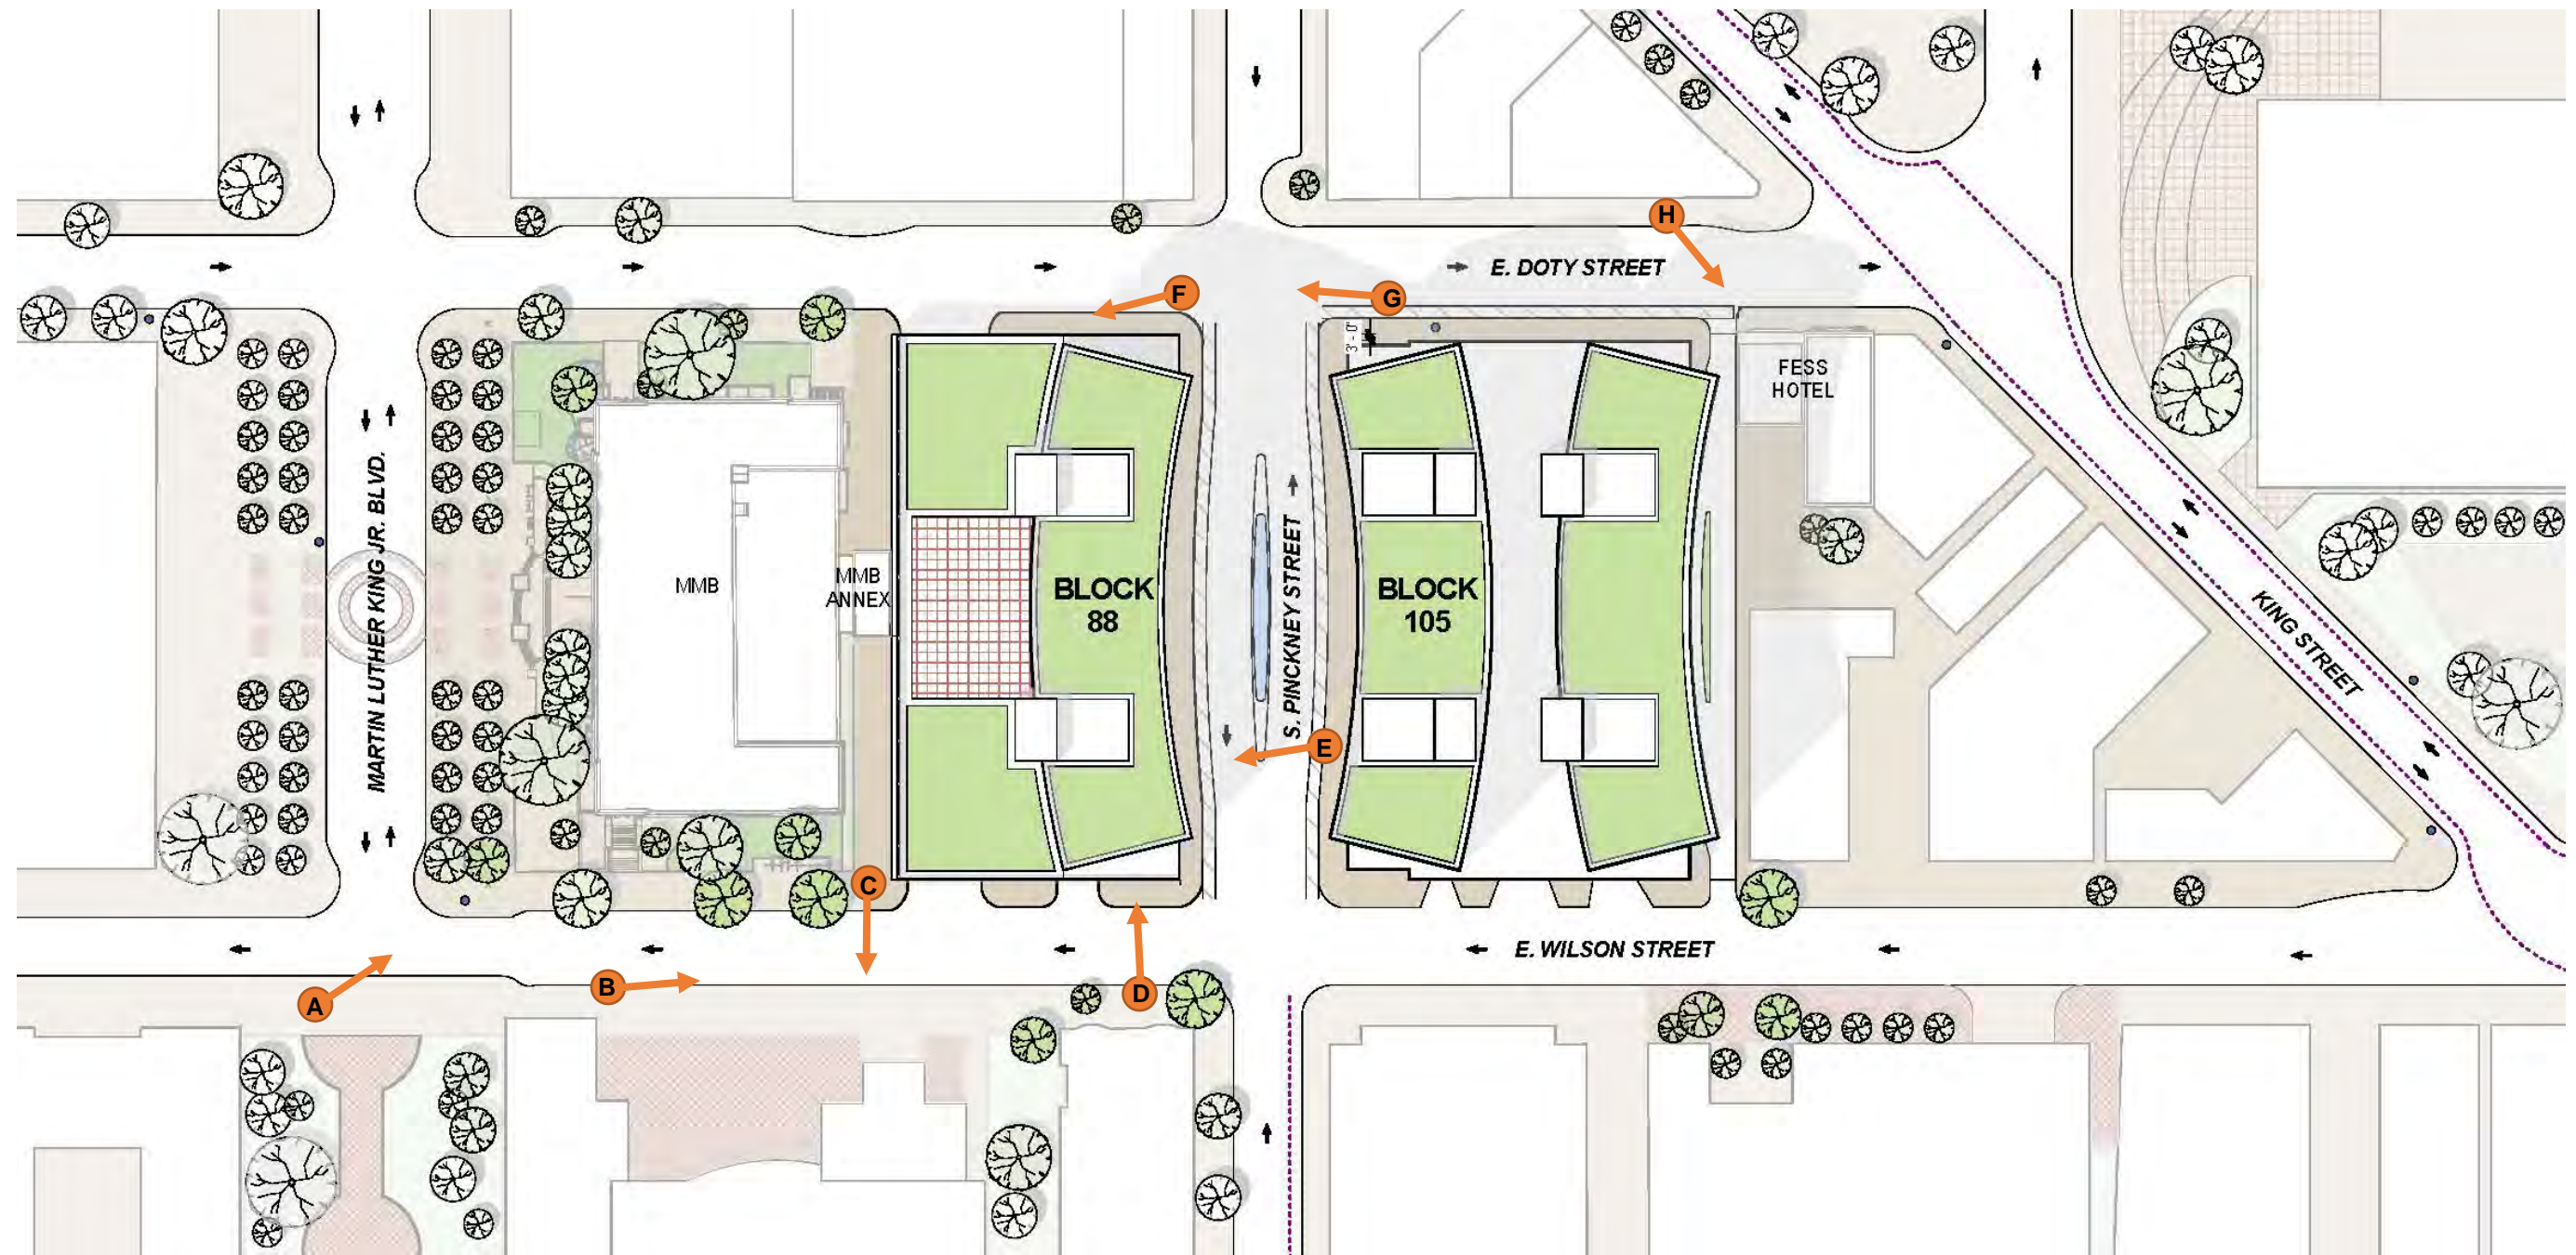 H
E. DOTY STREET
F
G
3' - 0"
FESS
HOTEL
MARTIN LUTHER KING JR. BLVD.
MMB
MMB
ANNEX
BLOCK
88
S. PINCKNEY STREET
BLOCK
105
KING STREET
E
C
E. WILSON STREET
A
B
D